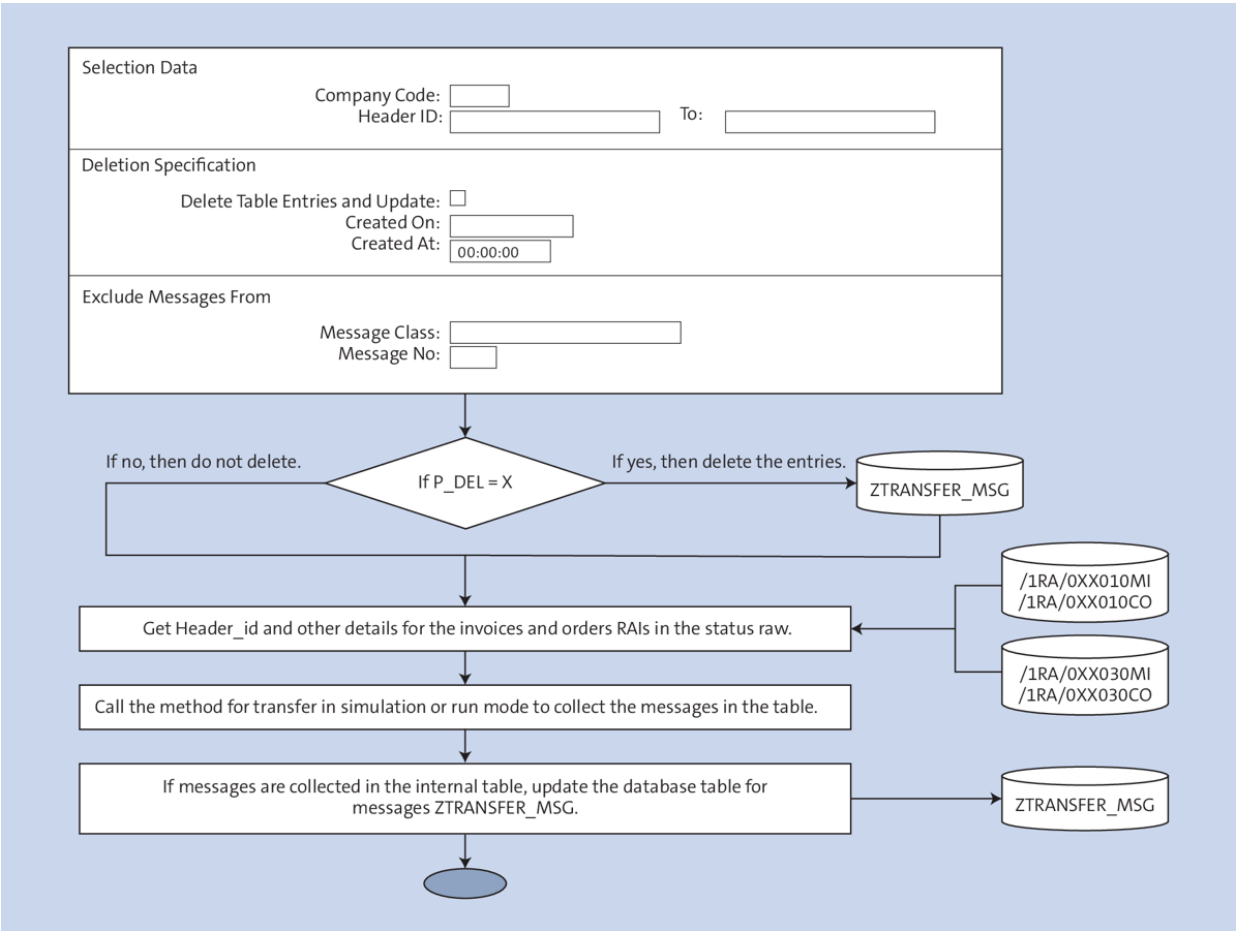 Selection Data
Company Code:
Header ID:
To:
Deletion Specification
Delete Table Entries and Update:
Created On:
Created At:
00:00:00
Exclude Messages From
Message Class:
Message No:
If no, then do not delete.
If P_DEL = X
If yes, then delete the entries.
ZTRANSFER_MSG
/1RA/0XX010MI
/1RA/0XX010CO
Get Header_id and other details for the invoices and orders RAIs in the status raw.
/1RA/0XX030MI
/1RA/0XX030CO
Call the method for transfer in simulation or run mode to collect the messages in the table.
If messages are collected in the internal table, update the database table for
messages ZTRANSFER_MSG.
ZTRANSFER_MSG